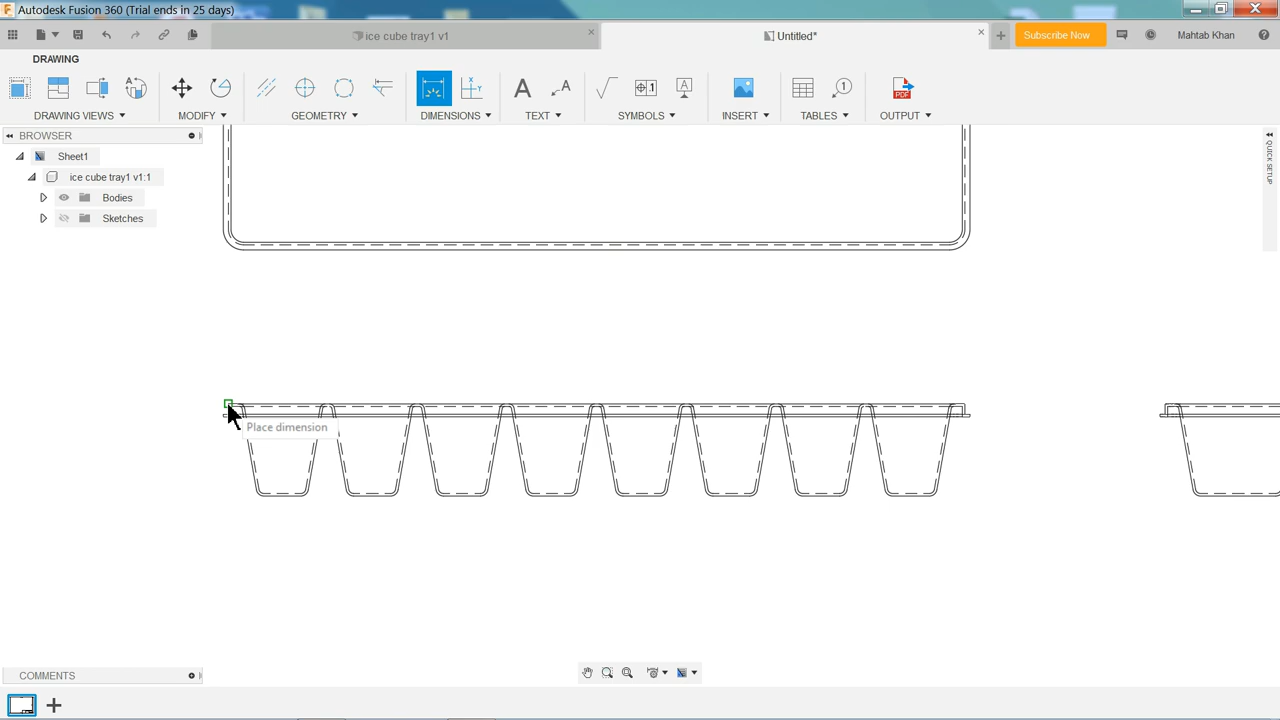 Autodesk Fusion 360 (Trial ends in 25 days)
ice cube tray1 v1
Untitled*
Subscribe Now
Mahtab Khan
DRAWING
DRAWING VIEWS
MODIFY
GEOMETRY
DIMENSIONS
TEXT
SYMBOLS
INSERT
TABLES
OUTPUT
BROWSER
Sheet1
ice cube tray1 v1:1
Bodies
Sketches
QUICK SETUP
Place dimension
COMMENTS